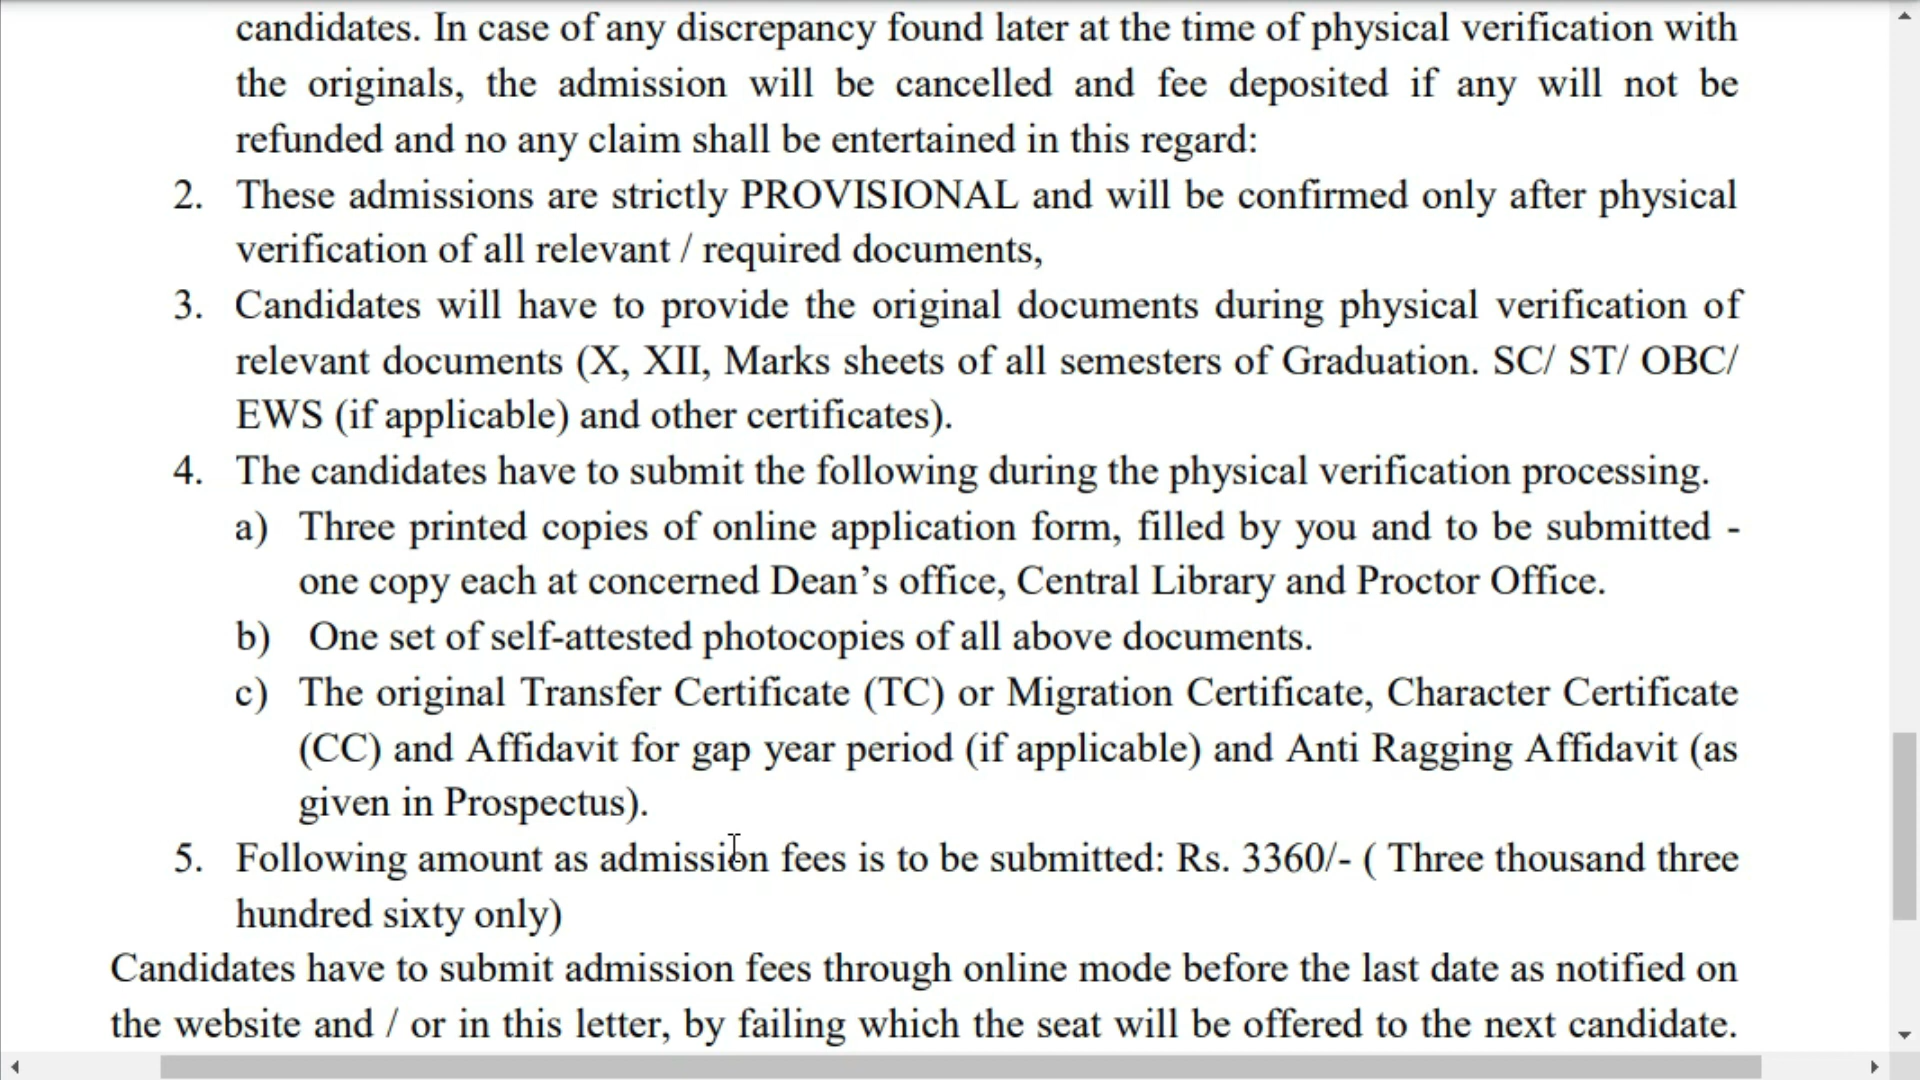 candidates. In case of any discrepancy found later at the time of physical verification with
the originals, the admission will be cancelled and fee deposited if any will not be
refunded and no any claim shall be entertained in this regard:
2. These admissions are strictly PROVISIONAL and will be confirmed only after physical
verification of all relevant / required documents,
3. Candidates will have to provide the original documents during physical verification of
relevant documents (X, XII, Marks sheets of all semesters of Graduation. SC/ ST/ OBC/
EWS (if applicable) and other certificates).
4. The candidates have to submit the following during the physical verification processing.
a) Three printed copies of online application form, filled by you and to be submitted -
one copy each at concerned Dean’s office, Central Library and Proctor Office.
b) One set of self-attested photocopies of all above documents.
c) The original Transfer Certificate (TC) or Migration Certificate, Character Certificate
(CC) and Affidavit for gap year period (if applicable) and Anti Ragging Affidavit (as
given in Prospectus).
5. Following amount as admission fees is to be submitted: Rs. 3360/- ( Three thousand three
hundred sixty only)
Candidates have to submit admission fees through online mode before the last date as notified on
the website and / or in this letter, by failing which the seat will be offered to the next candidate.